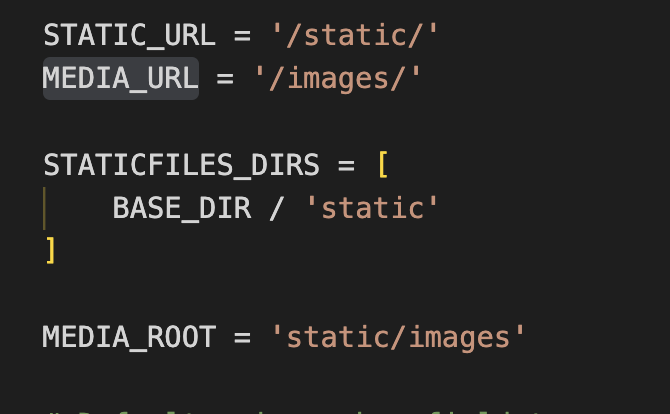 STATIC_URL = '/static/'
MEDIA_URL = '/images/'
STATICFILES_DIRS = [
BASE_DIR / 'static'
]
MEDIA_ROOT = 'static/images'